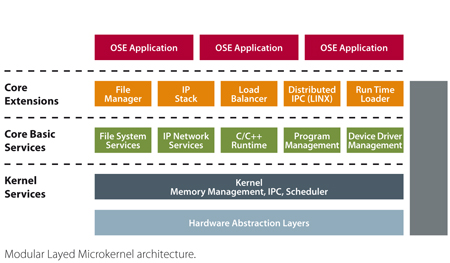 OSE Application OSE Application OSE Application
Core
Extensions
File
Manager
IP
Stack
Load
Balancer
Distributed
IPC (LINX)
Run Time
Loader
Core Basic
Services
File System
Services
IP Network
Services
C/C++
Runtime
Program
Management
Device Driver
Management
Kernel
Services
Kernel
Memory Management, IPC, Scheduler
Hardware Abstraction Layers
Modular Layed Microkernel architecture.